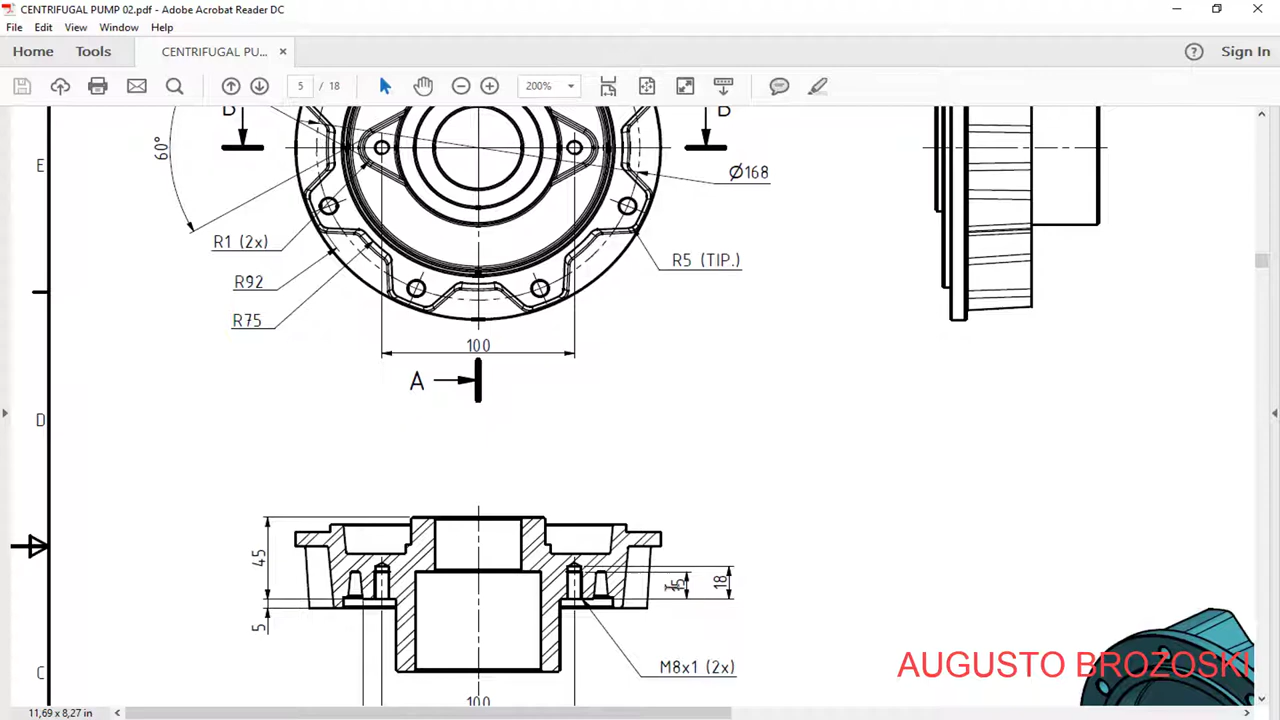 CENTRIFUGAL PUMP 02.pdf - Adobe Acrobat Reader DC
File Edit View Window Help
Home Tools CENTRIFUGAL PU... × Sign In
5 / 18 200%
E
60°
B B
Ø168
R1 (2x)
R5 (TIP.)
R92
R75
100
A
D
45
5
15
18
M8x1 (2x)
C
100
AUGUSTO BROZOSKI
11,69 x 8,27 in